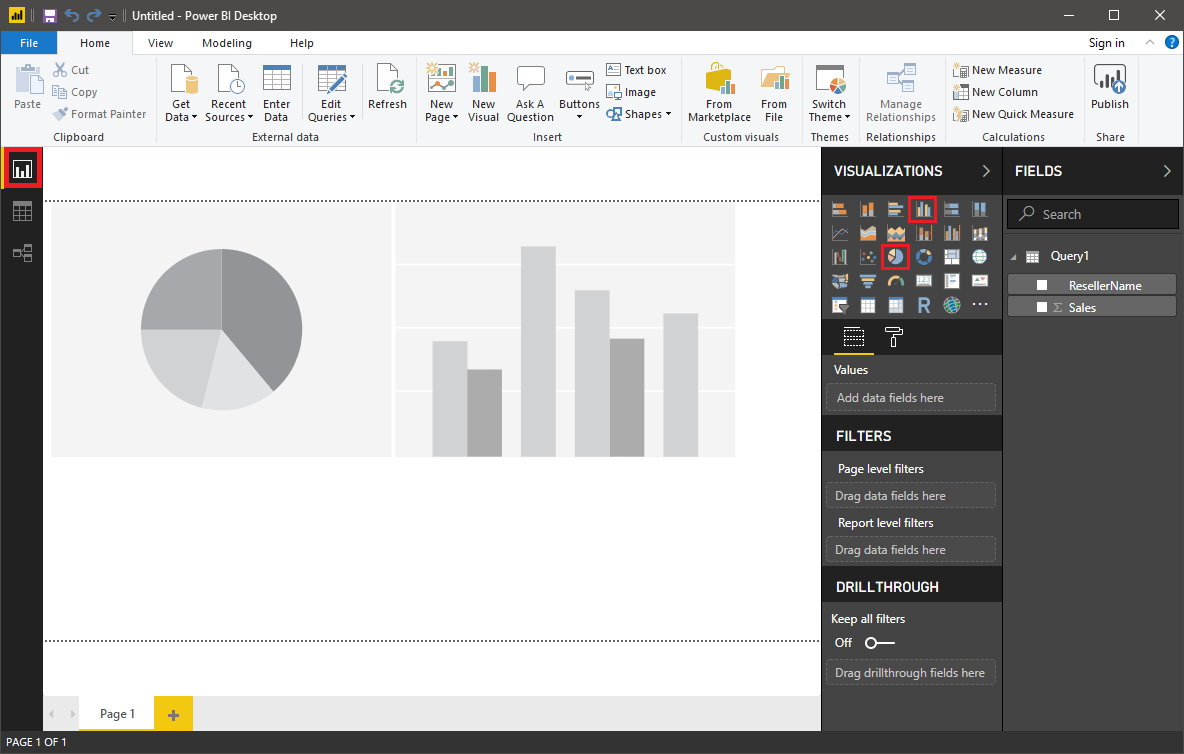 Untitled - Power BI Desktop
File Home View Modeling Help Sign in ?
Paste
Cut
Copy
Format Painter
Clipboard
Get Data
Recent Sources
Enter Data
Edit Queries
Refresh
External data
New Page
New Visual
Ask A Question
Buttons
Text box
Image
Shapes
Insert
From Marketplace
From File
Custom visuals
Switch Theme
Themes
Manage Relationships
Relationships
New Measure
New Column
New Quick Measure
Calculations
Publish
Share
VISUALIZATIONS
R
Values
Add data fields here
FILTERS
Page level filters
Drag data fields here
Report level filters
Drag data fields here
DRILLTHROUGH
Keep all filters
Off
Drag drillthrough fields here
FIELDS
Search
Query1
ResellerName
Σ Sales
Page 1
PAGE 1 OF 1